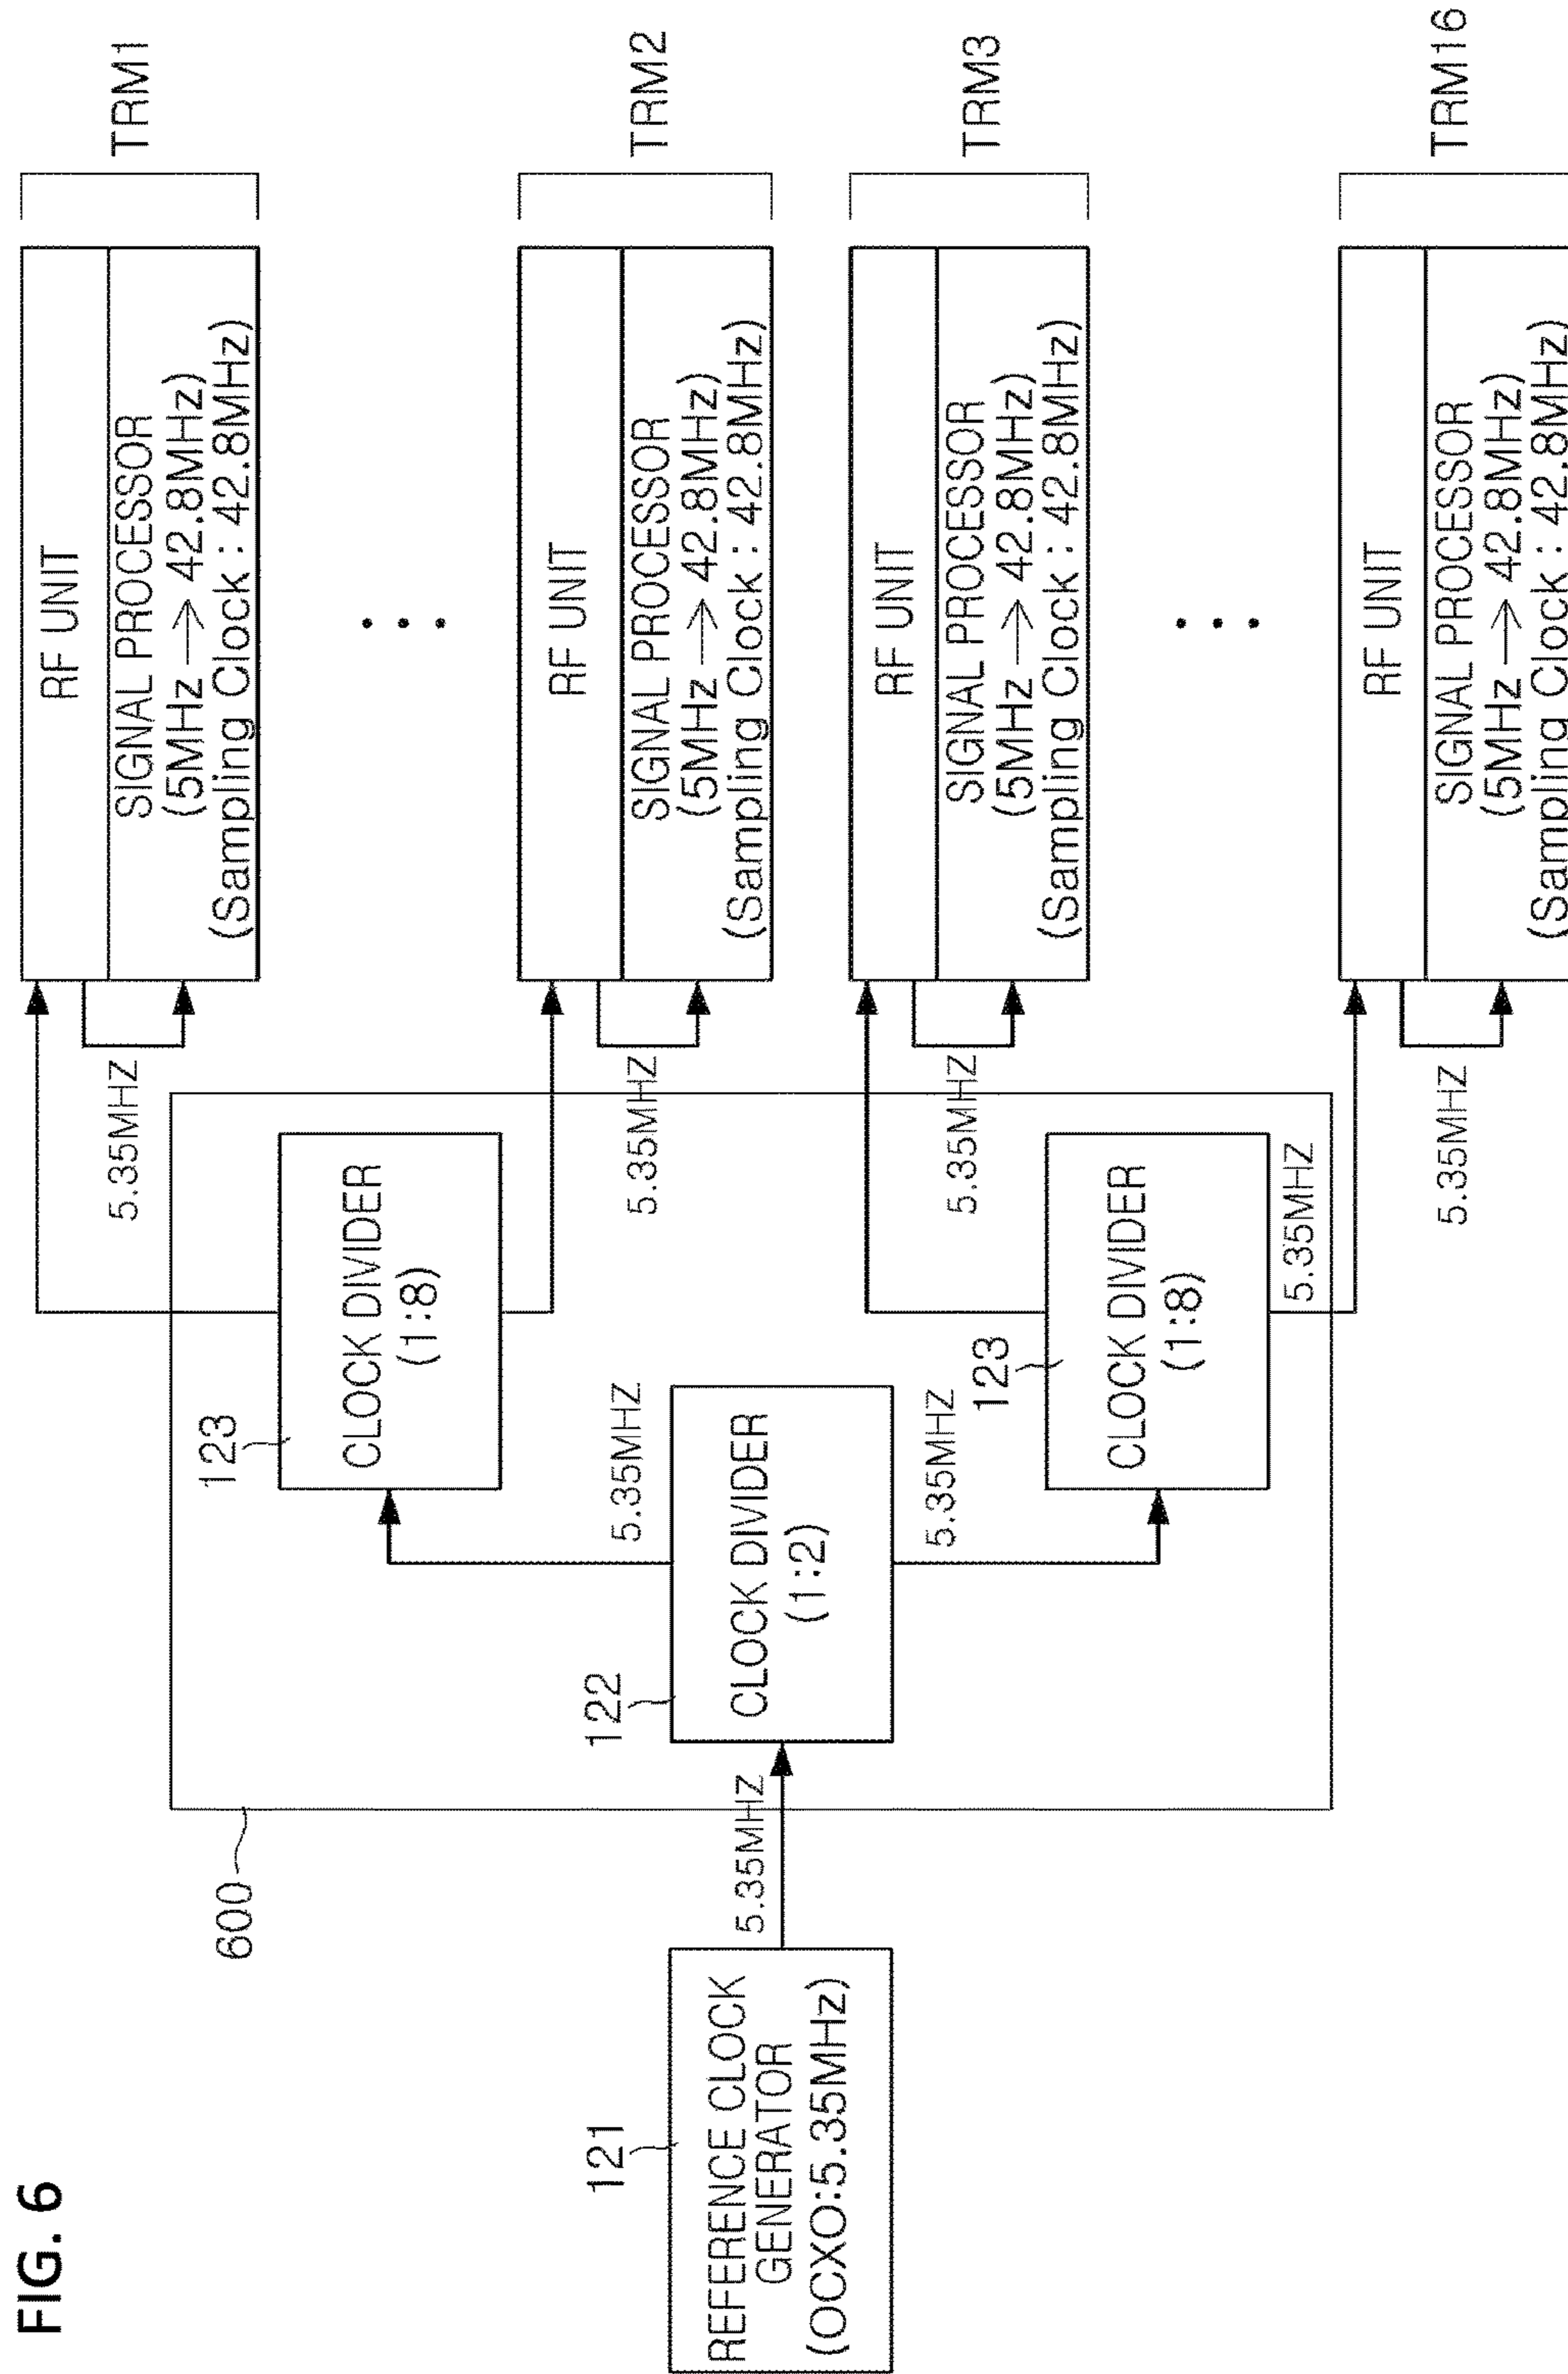 FIG. 6
121
REFERENCE CLOCK
GENERATOR
(OCXO:5.35MHz)
5.35MHZ
600
122
CLOCK DIVIDER
(1:2)
5.35MHZ
5.35MHZ
123
CLOCK DIVIDER
(1:8)
123
CLOCK DIVIDER
(1:8)
5.35MHZ
5.35MHZ
5.35MHZ
5.35MHZ
5.35MHZ
RF UNIT
SIGNAL PROCESSOR
(5MHz → 42.8MHz)
(Sampling Clock : 42.8MHz)
TRM1
• • •
RF UNIT
SIGNAL PROCESSOR
(5MHz → 42.8MHz)
(Sampling Clock : 42.8MHz)
TRM2
RF UNIT
SIGNAL PROCESSOR
(5MHz → 42.8MHz)
(Sampling Clock : 42.8MHz)
TRM3
• • •
RF UNIT
SIGNAL PROCESSOR
(5MHz → 42.8MHz)
(Sampling Clock : 42.8MHz)
TRM16